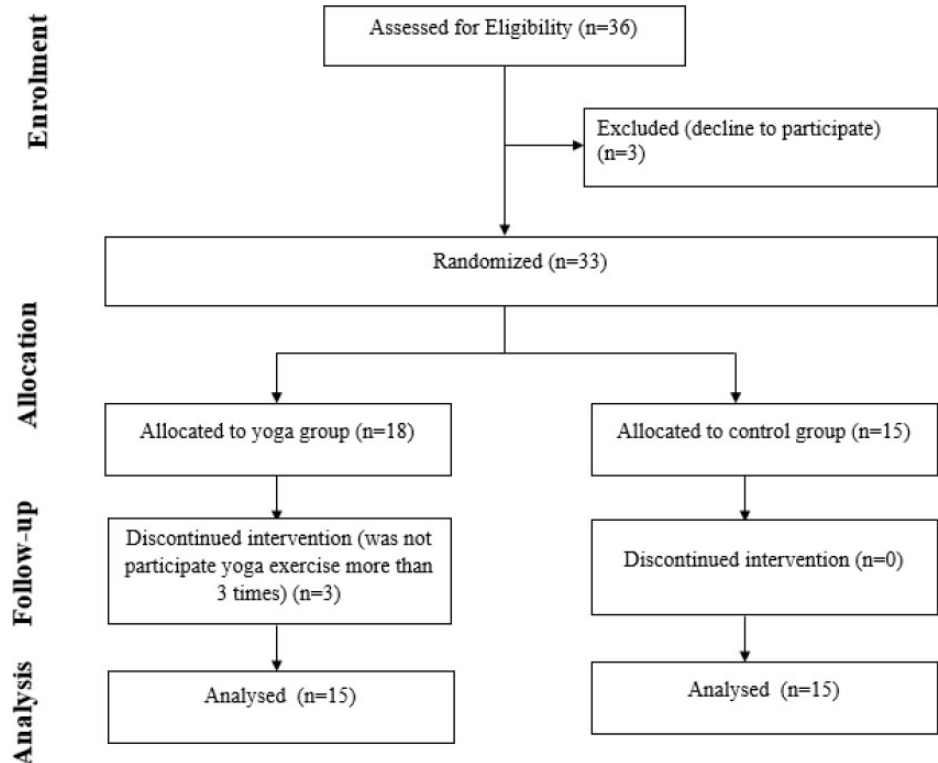 Enrolment
Assessed for Eligibility (n=36)
Excluded (decline to participate)
(n=3)
Randomized (n=33)
Allocation
Allocated to yoga group (n=18)
Allocated to control group (n=15)
Follow-up
Discontinued intervention (was not
participate yoga exercise more than
3 times) (n=3)
Discontinued intervention (n=0)
Analysis
Analysed (n=15)
Analysed (n=15)